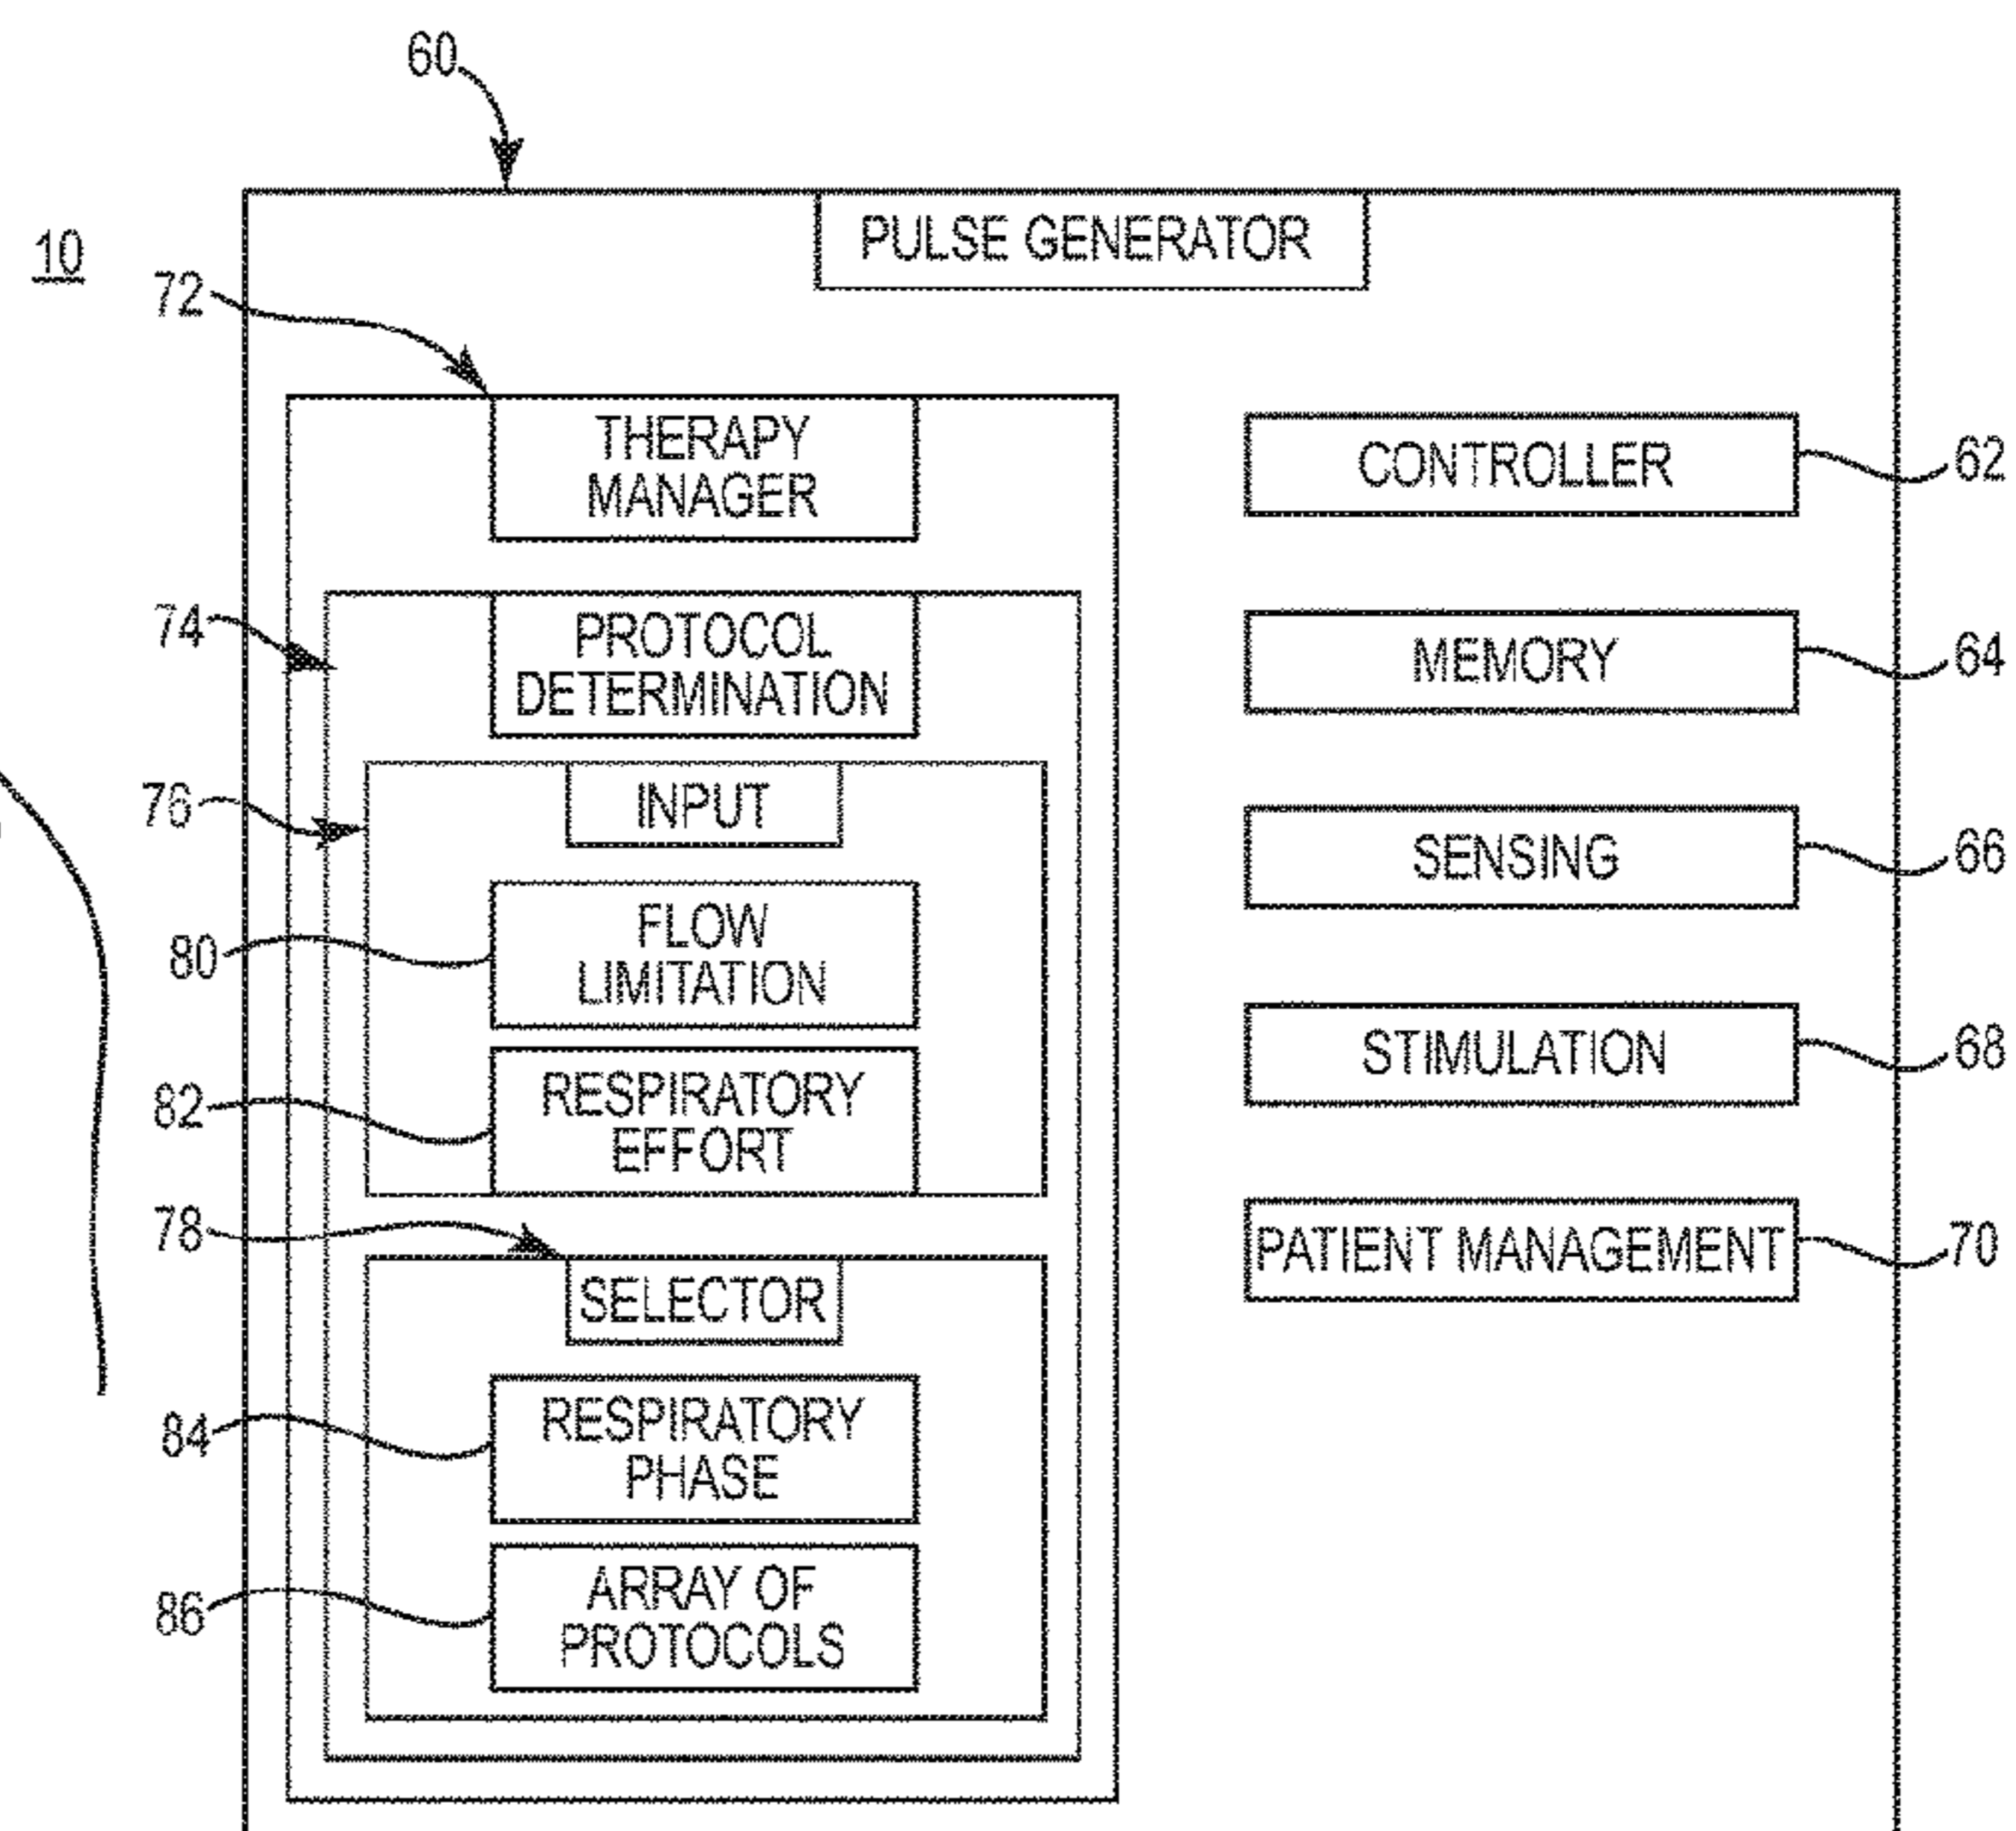 60
10
PULSE GENERATOR
72
THERAPY
MANAGER
CONTROLLER
62
74
PROTOCOL
DETERMINATION
MEMORY
64
76
INPUT
SENSING
66
80
FLOW
LIMITATION
STIMULATION
68
82
RESPIRATORY
EFFORT
78
SELECTOR
PATIENT MANAGEMENT
70
84
RESPIRATORY
PHASE
86
ARRAY OF
PROTOCOLS